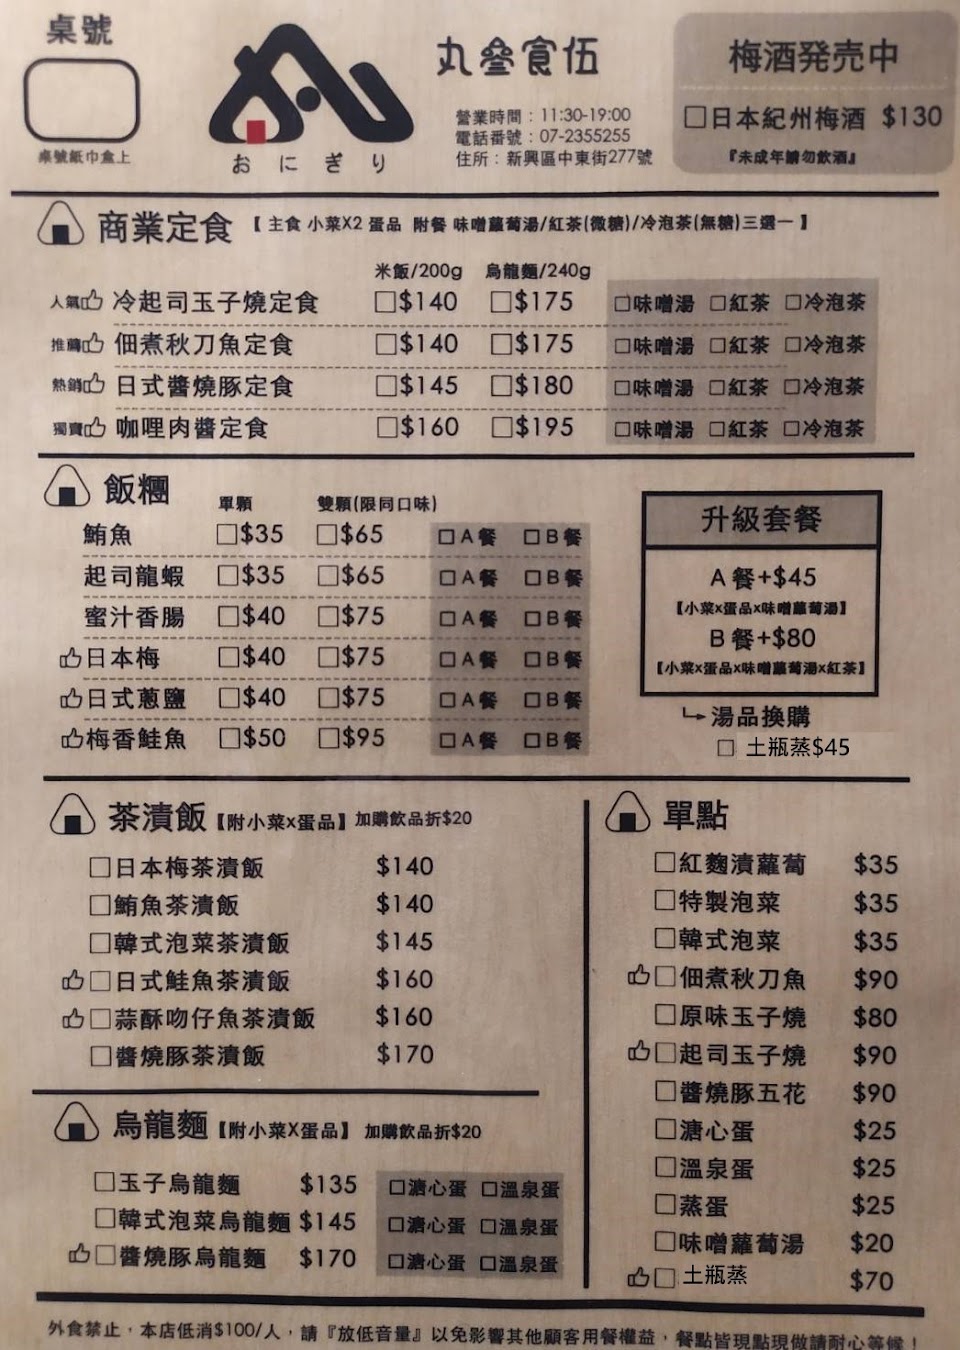 桌號
桌號紙巾盒上
おにぎり
丸叄食伍
營業時間：11:30-19:00
電話番號：07-2355255
住所：新興區中東街277號
梅酒発売中
□日本紀州梅酒 $130
『未成年請勿飲酒』
商業定食 【主食 小菜X2 蛋品 附餐 味噌蘿蔔湯/紅茶(微糖)/冷泡茶(無糖)三選一】
米飯/200g 烏龍麵/240g
人氣 冷起司玉子燒定食 □$140 □$175 □味噌湯 □紅茶 □冷泡茶
推薦 佃煮秋刀魚定食 □$140 □$175 □味噌湯 □紅茶 □冷泡茶
熱銷 日式醬燒豚定食 □$145 □$180 □味噌湯 □紅茶 □冷泡茶
獨賣 咖哩肉醬定食 □$160 □$195 □味噌湯 □紅茶 □冷泡茶
飯糰 單顆 雙顆(限同口味)
鮪魚 □$35 □$65 □A餐 □B餐
起司龍蝦 □$35 □$65 □A餐 □B餐
蜜汁香腸 □$40 □$75 □A餐 □B餐
日本梅 □$40 □$75 □A餐 □B餐
日式蔥鹽 □$40 □$75 □A餐 □B餐
梅香鮭魚 □$50 □$95 □A餐 □B餐
升級套餐
A餐+$45
【小菜x蛋品x味噌蘿蔔湯】
B餐+$80
【小菜x蛋品x味噌蘿蔔湯x紅茶】
湯品換購
□ 土瓶蒸$45
茶漬飯【附小菜x蛋品】加購飲品折$20
□日本梅茶漬飯 $140
□鮪魚茶漬飯 $140
□韓式泡菜茶漬飯 $145
□日式鮭魚茶漬飯 $160
□蒜酥吻仔魚茶漬飯 $160
□醬燒豚茶漬飯 $170
烏龍麵【附小菜X蛋品】 加購飲品折$20
□玉子烏龍麵 $135 □溏心蛋 □溫泉蛋
□韓式泡菜烏龍麵 $145 □溏心蛋 □溫泉蛋
□醬燒豚烏龍麵 $170 □溏心蛋 □溫泉蛋
單點
□紅麴漬蘿蔔 $35
□特製泡菜 $35
□韓式泡菜 $35
□佃煮秋刀魚 $90
□原味玉子燒 $80
□起司玉子燒 $90
□醬燒豚五花 $90
□溏心蛋 $25
□溫泉蛋 $25
□蒸蛋 $25
□味噌蘿蔔湯 $20
□土瓶蒸 $70
外食禁止，本店低消$100/人，請『放低音量』以免影響其他顧客用餐權益，餐點皆現點現做請耐心等候！